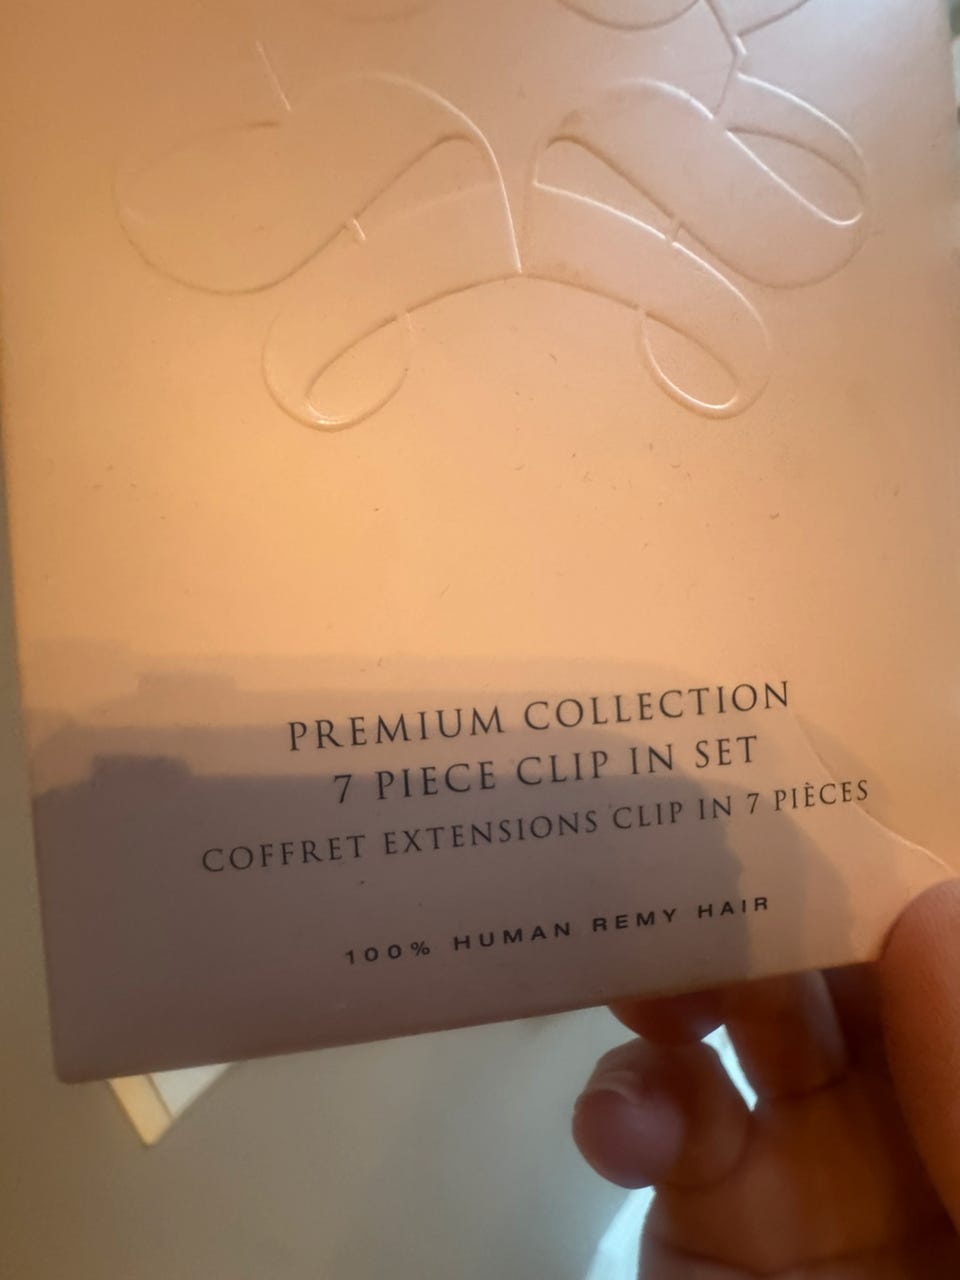 PREMIUM COLLECTION
7 PIECE CLIP IN SET
COFFRET EXTENSIONS CLIP IN 7 PIÈCES
100% HUMAN REMY HAIR